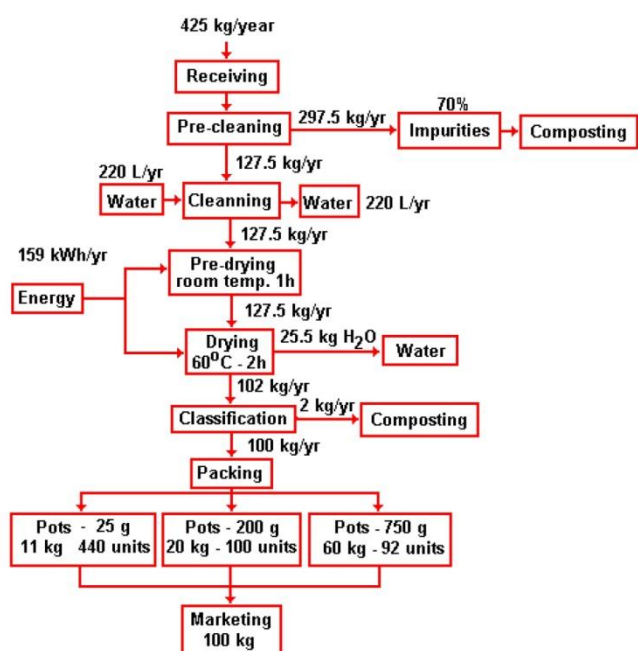 425 kg/year
Receiving
Pre-cleaning
297.5 kg/yr
70%
Impurities
Composting
127.5 kg/yr
220 L/yr
Water
Cleanning
Water
220 L/yr
127.5 kg/yr
159 kWh/yr
Energy
Pre-drying
room temp. 1h
127.5 kg/yr
Drying
60⁰C - 2h
25.5 kg H₂O
Water
102 kg/yr
Classification
2 kg/yr
Composting
100 kg/yr
Packing
Pots - 25 g
11 kg 440 units
Pots - 200 g
20 kg - 100 units
Pots - 750 g
60 kg - 92 units
Marketing
100 kg